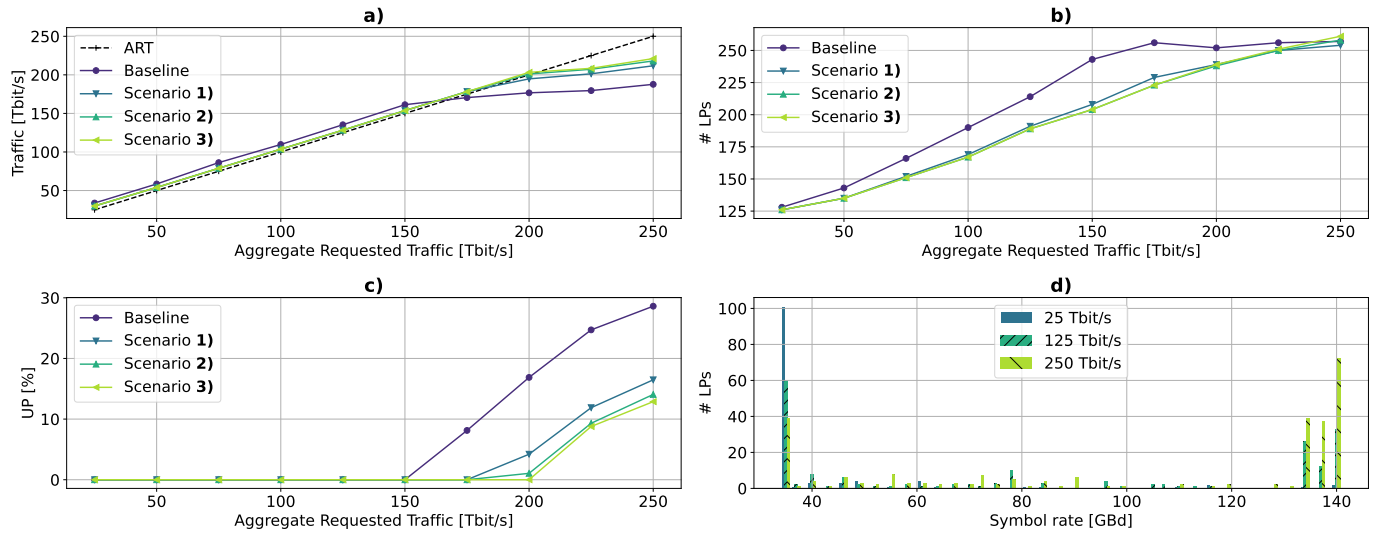 a)
Traffic [Tbit/s]
250
200
150
100
50
ART
Baseline
Scenario 1)
Scenario 2)
Scenario 3)
50 100 150 200 250
Aggregate Requested Traffic [Tbit/s]
b)
# LPs
250
225
200
175
150
125
Baseline
Scenario 1)
Scenario 2)
Scenario 3)
50 100 150 200 250
Aggregate Requested Traffic [Tbit/s]
c)
UP [%]
30
20
10
0
Baseline
Scenario 1)
Scenario 2)
Scenario 3)
50 100 150 200 250
Aggregate Requested Traffic [Tbit/s]
d)
# LPs
100
80
60
40
20
0
25 Tbit/s
125 Tbit/s
250 Tbit/s
40 60 80 100 120 140
Symbol rate [GBd]